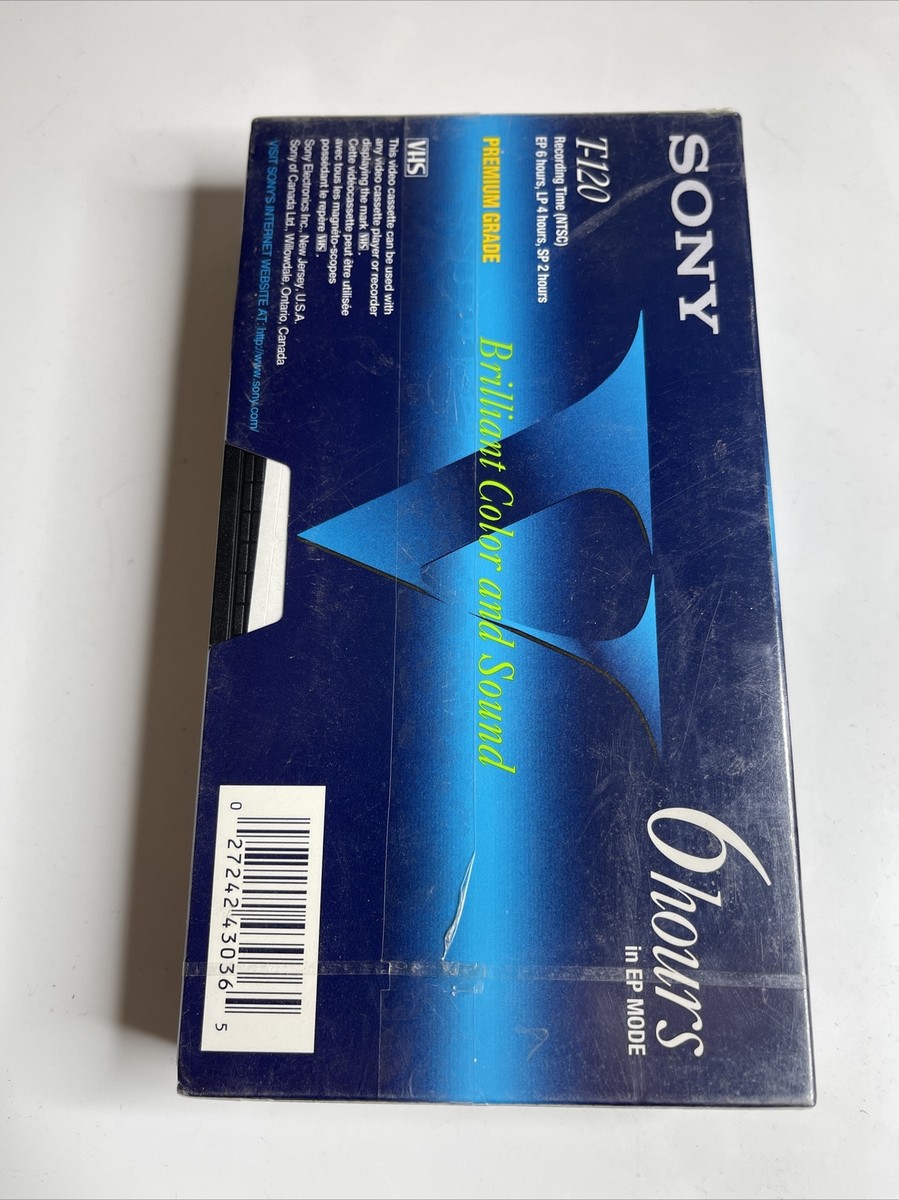 SONY
6 hours
in EP MODE
T-120
Recording Time (NTSC)
EP 6 hours, LP 4 hours, SP 2 hours
PREMIUM GRADE
Brilliant Color and Sound
VHS
This video cassette can be used with
any video cassette player or recorder
displaying the mark VHS.
Cette vidéocassette peut être utilisée
avec tous les magnéto-scopes
possédant le repère VHS.
Sony Electronics Inc., New Jersey, U.S.A.
Sony of Canada Ltd., Willowdale, Ontario, Canada
VISIT SONY'S INTERNET WEBSITE AT: http://www.sony.com/
0 27242 43036 5